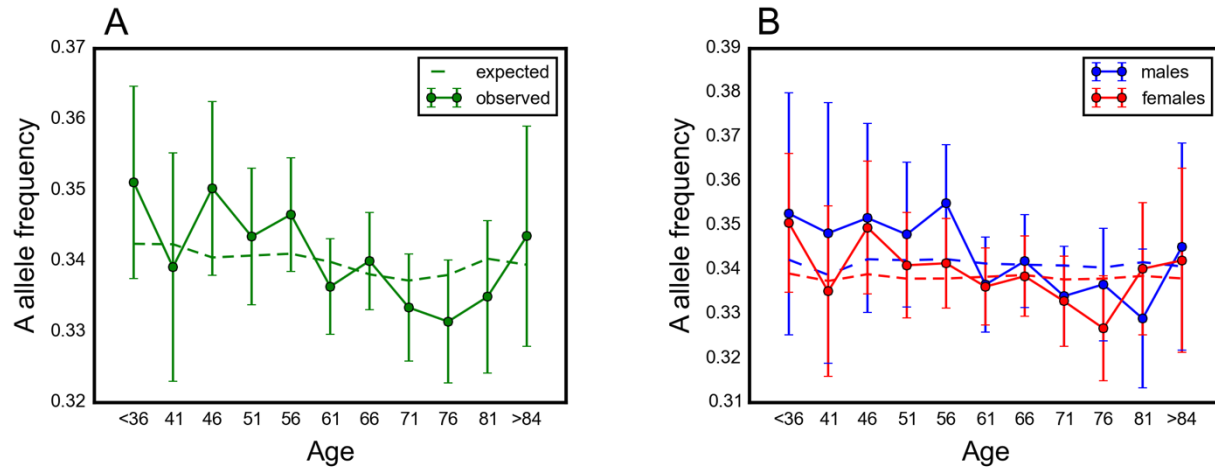 A
0.37
0.36
0.35
0.34
0.33
0.32
A allele frequency
expected
observed
<36 41 46 51 56 61 66 71 76 81 >84
Age
B
0.39
0.38
0.37
0.36
0.35
0.34
0.33
0.32
0.31
A allele frequency
males
females
<36 41 46 51 56 61 66 71 76 81 >84
Age